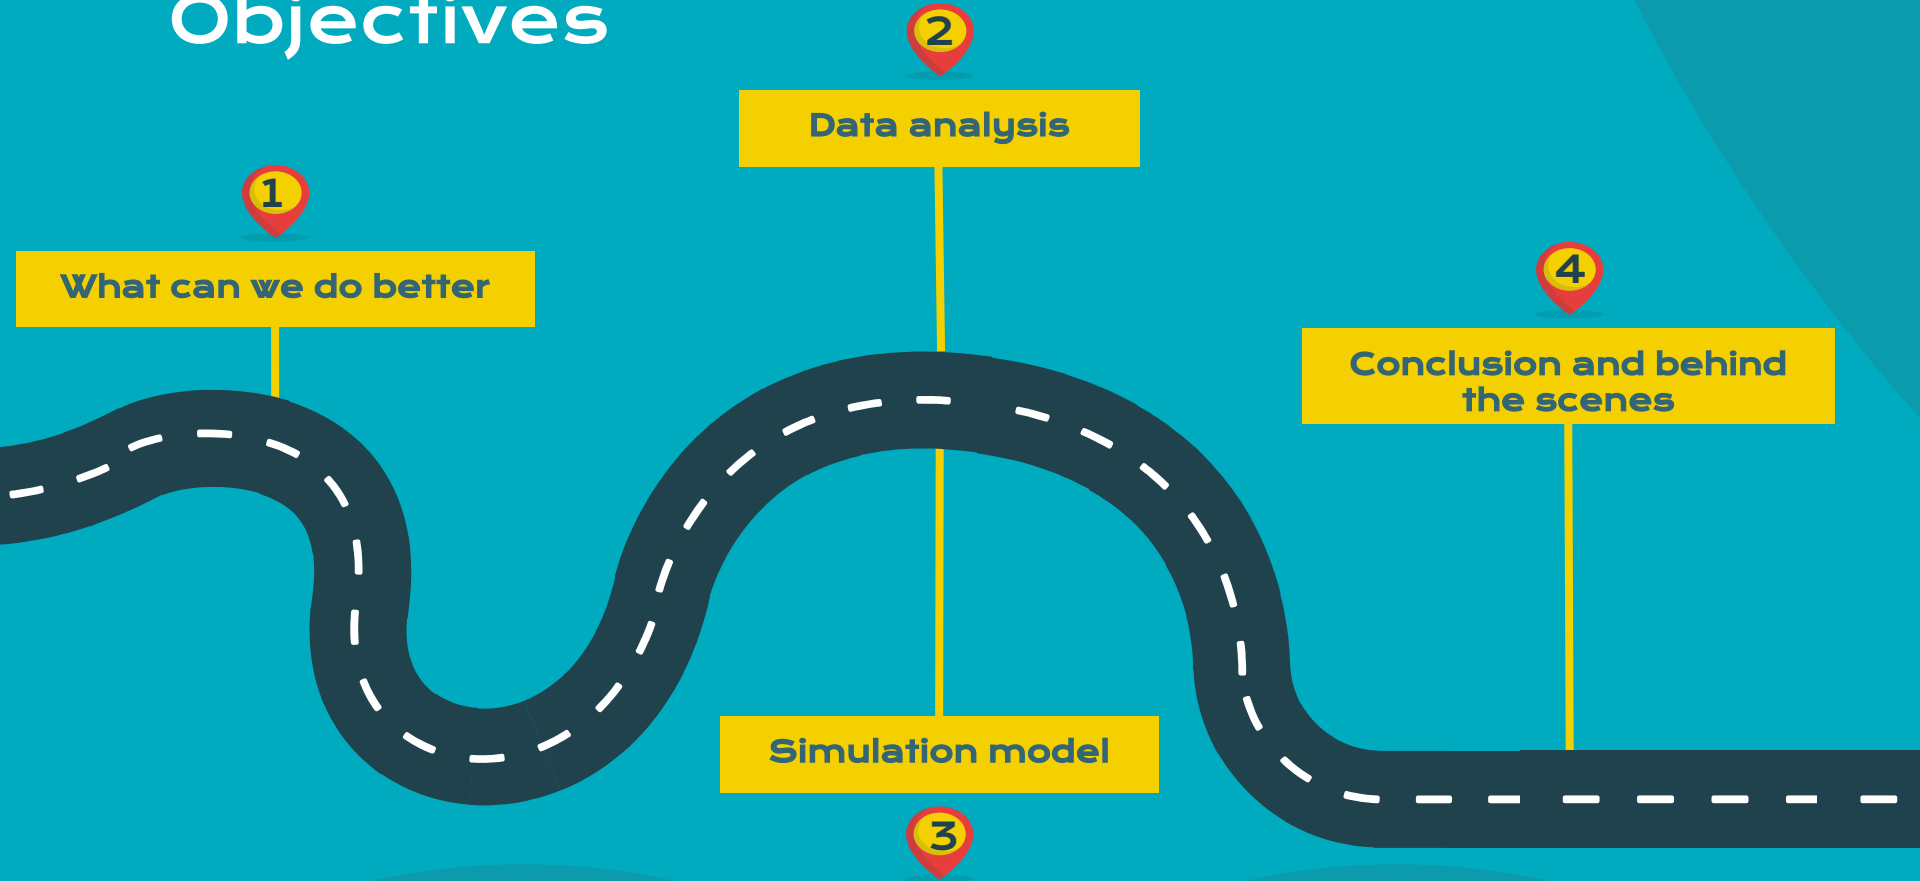 Objectives
1
What can we do better
2
Data analysis
Simulation model
3
4
Conclusion and behind
the scenes